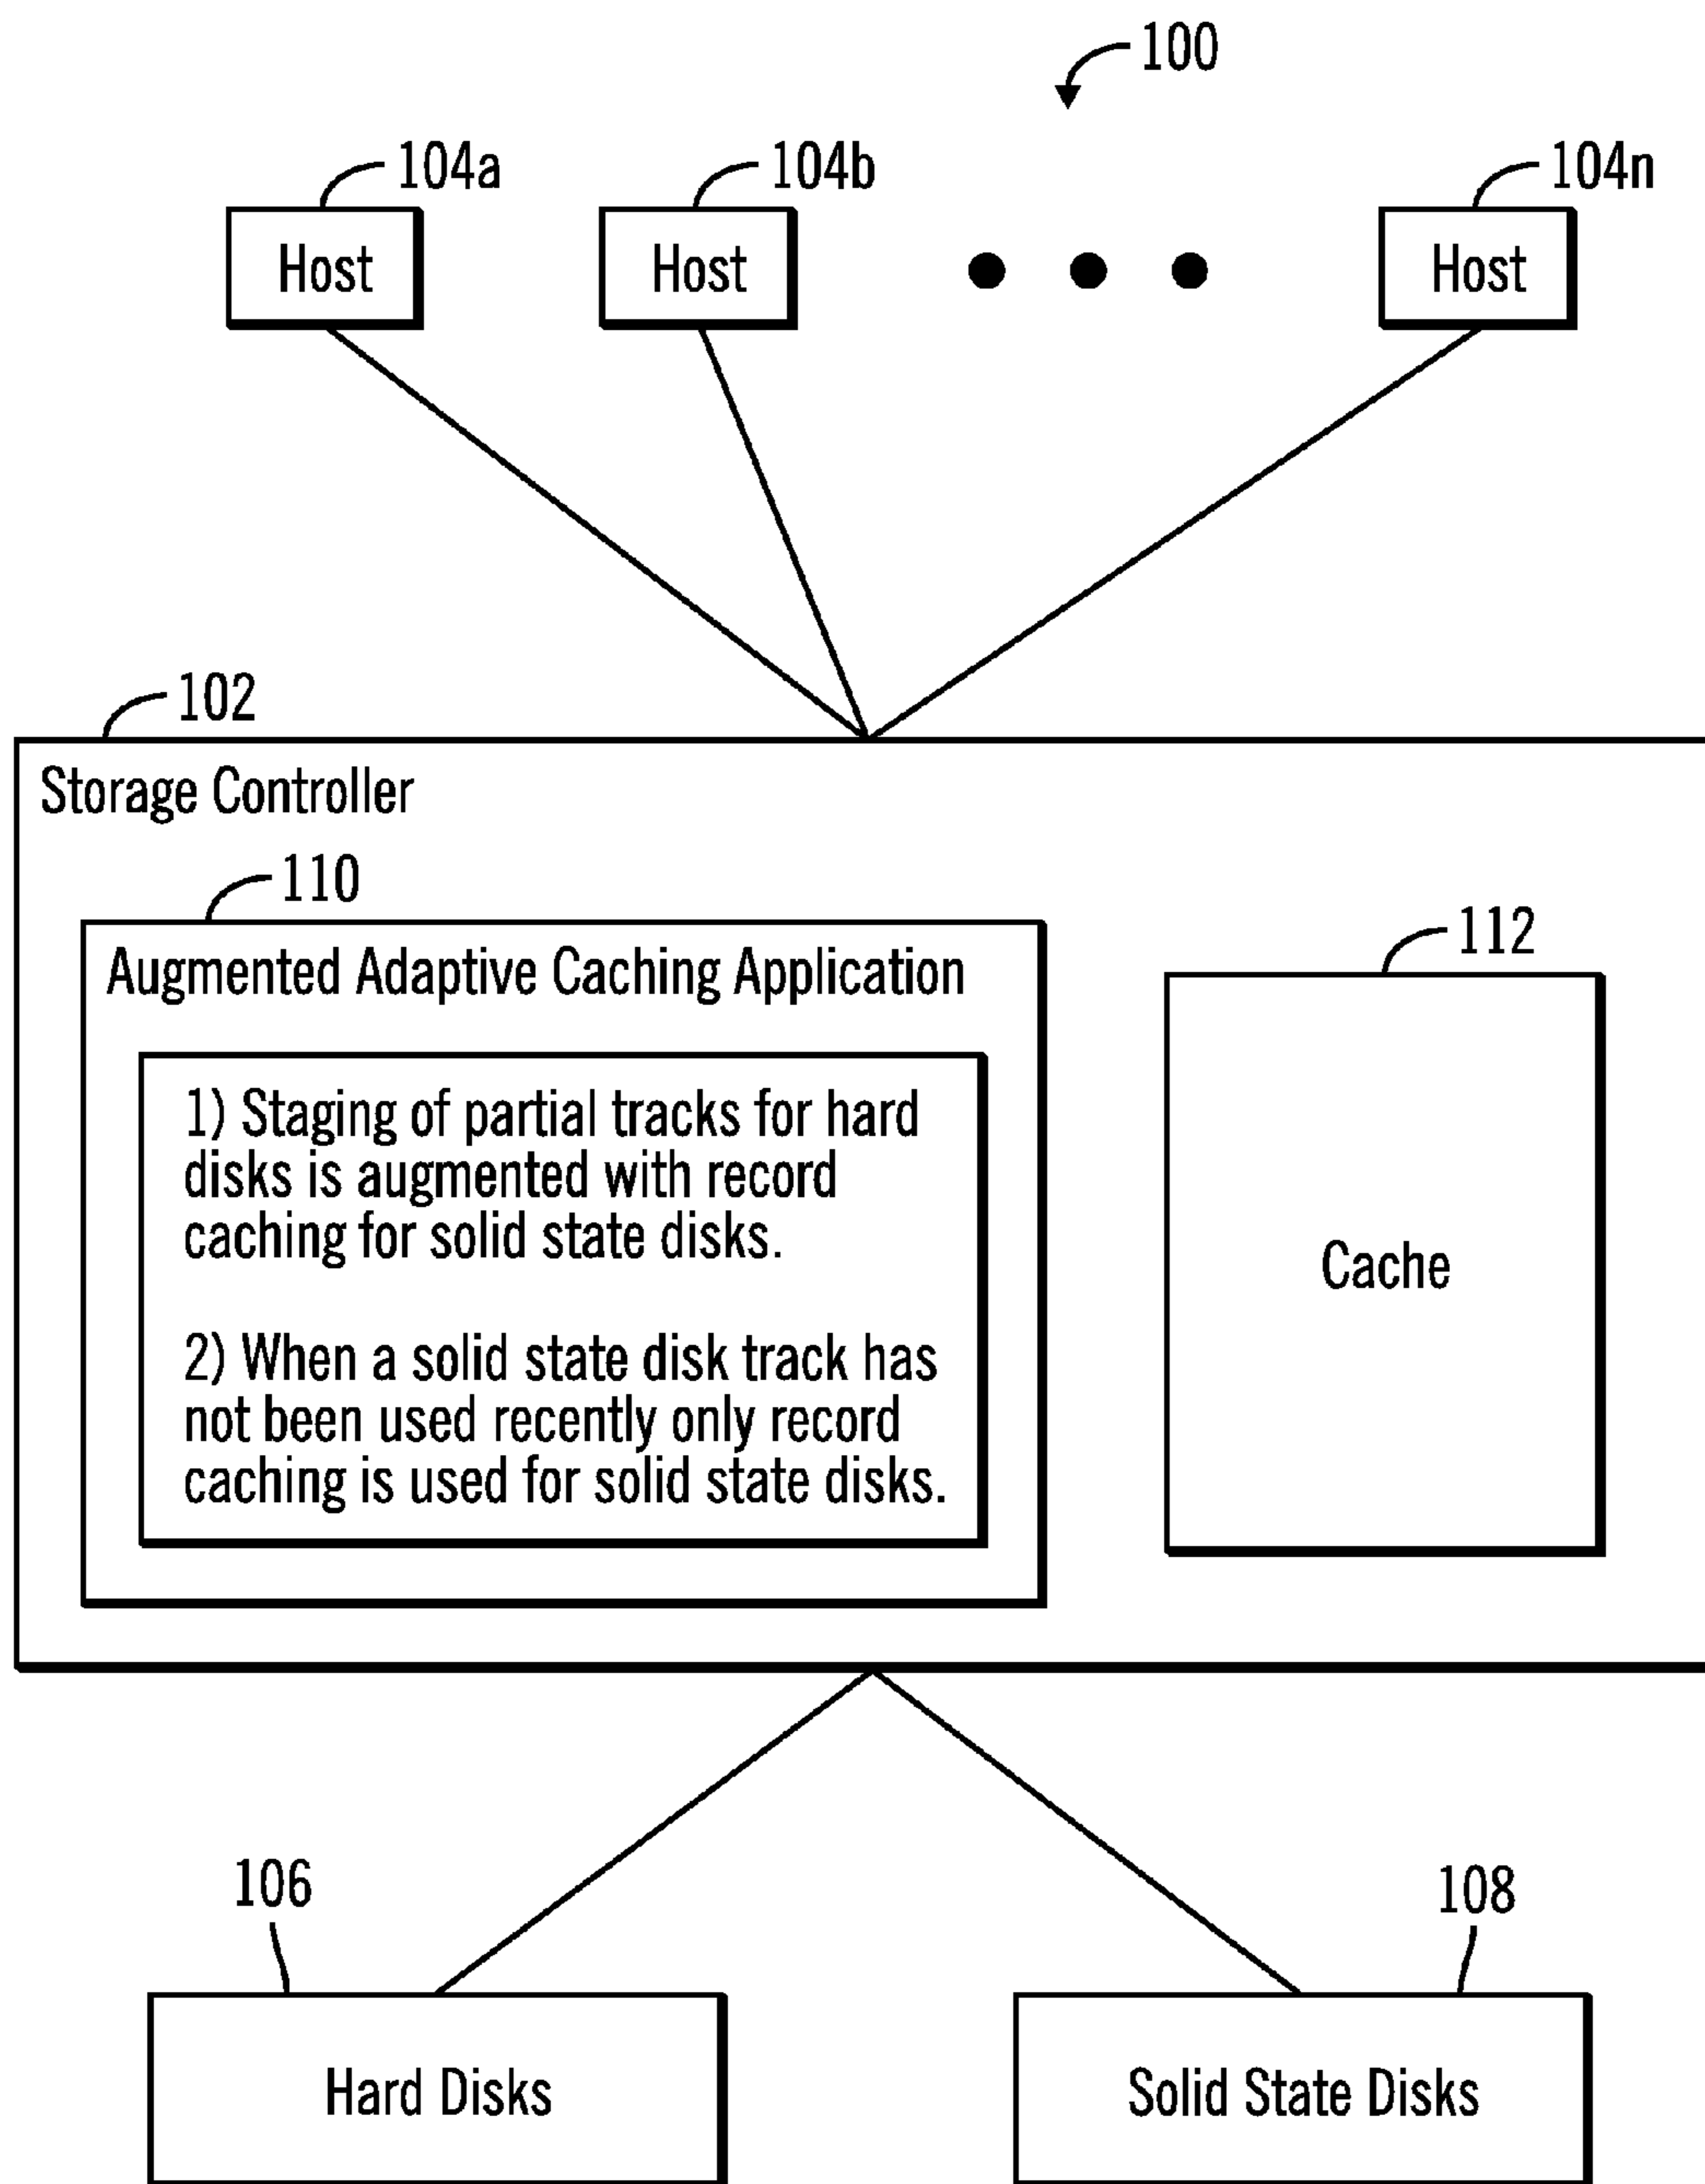 100
104a
104b
104n
Host
Host
Host
102
Storage Controller
110
Augmented Adaptive Caching Application
112
1) Staging of partial tracks for hard
disks is augmented with record
caching for solid state disks.
2) When a solid state disk track has
not been used recently only record
caching is used for solid state disks.
Cache
106
108
Hard Disks
Solid State Disks